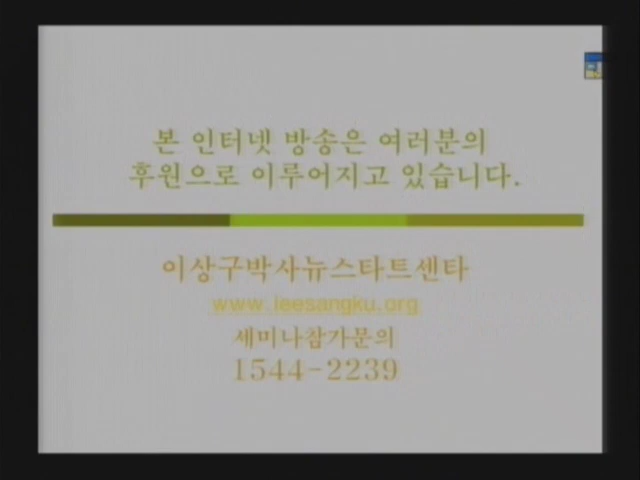 본 인터넷 방송은 여러분의
후원으로 이루어지고 있습니다.
이상구박사뉴스타트센타
www.leesangku.org
세미나참가문의
1544-2239